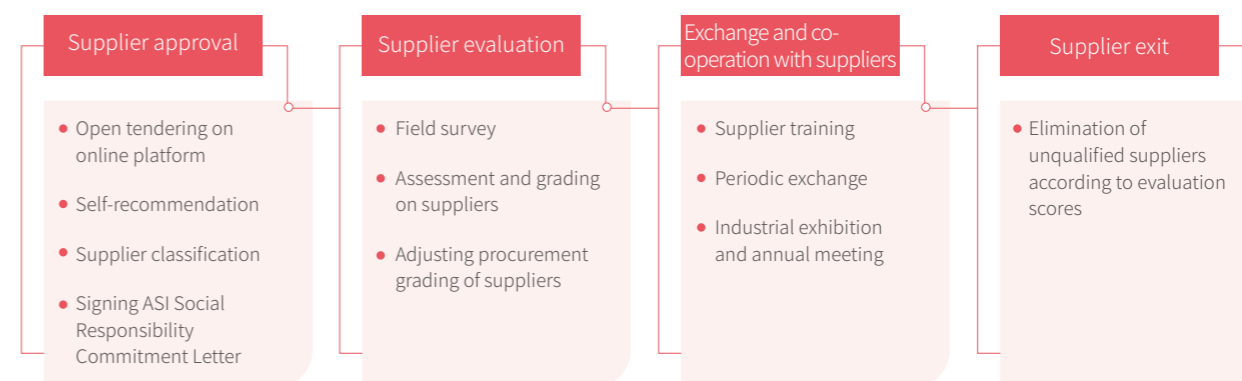 Supplier approval
Open tendering on
online platform
Self-recommendation
Supplier classification
Signing ASI Social
Responsibility
Commitment Letter
Supplier evaluation
Field survey
Assessment and grading
on suppliers
Adjusting procurement
grading of suppliers
Exchange and co-
operation with suppliers
Supplier training
Periodic exchange
Industrial exhibition
and annual meeting
Supplier exit
Elimination of
unqualified suppliers
according to evaluation
scores